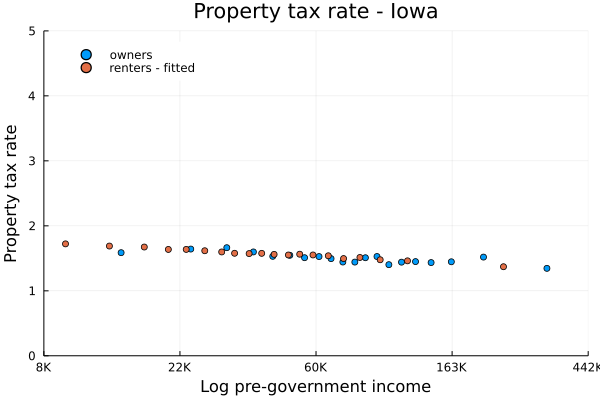 Property tax rate - Iowa
5
owners
renters - fitted
4
3
2
1
0
Property tax rate
8K 22K 60K 163K 442K
Log pre-government income